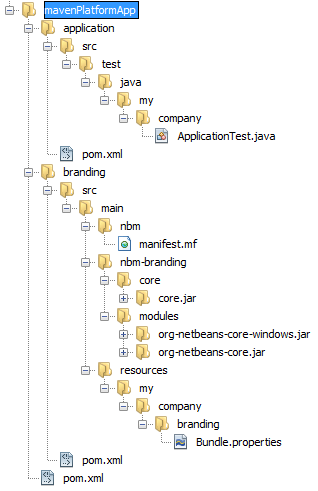 mavenPlatformApp
application
src
test
java
my
company
ApplicationTest.java
pom.xml
branding
src
main
nbm
manifest.mf
nbm-branding
core
core.jar
modules
org-netbeans-core-windows.jar
org-netbeans-core.jar
resources
my
company
branding
Bundle.properties
pom.xml
pom.xml